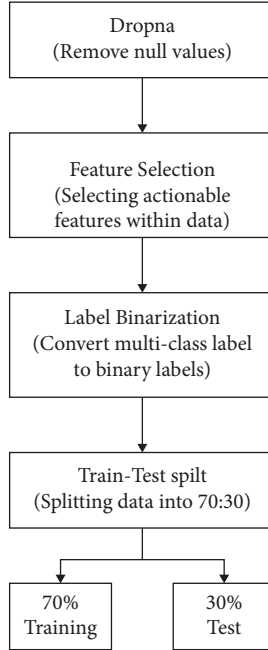 Dropna
(Remove null values)
Feature Selection
(Selecting actionable
features within data)
Label Binarization
(Convert multi-class label
to binary labels)
Train-Test spilt
(Splitting data into 70:30)
70%
Training
30%
Test